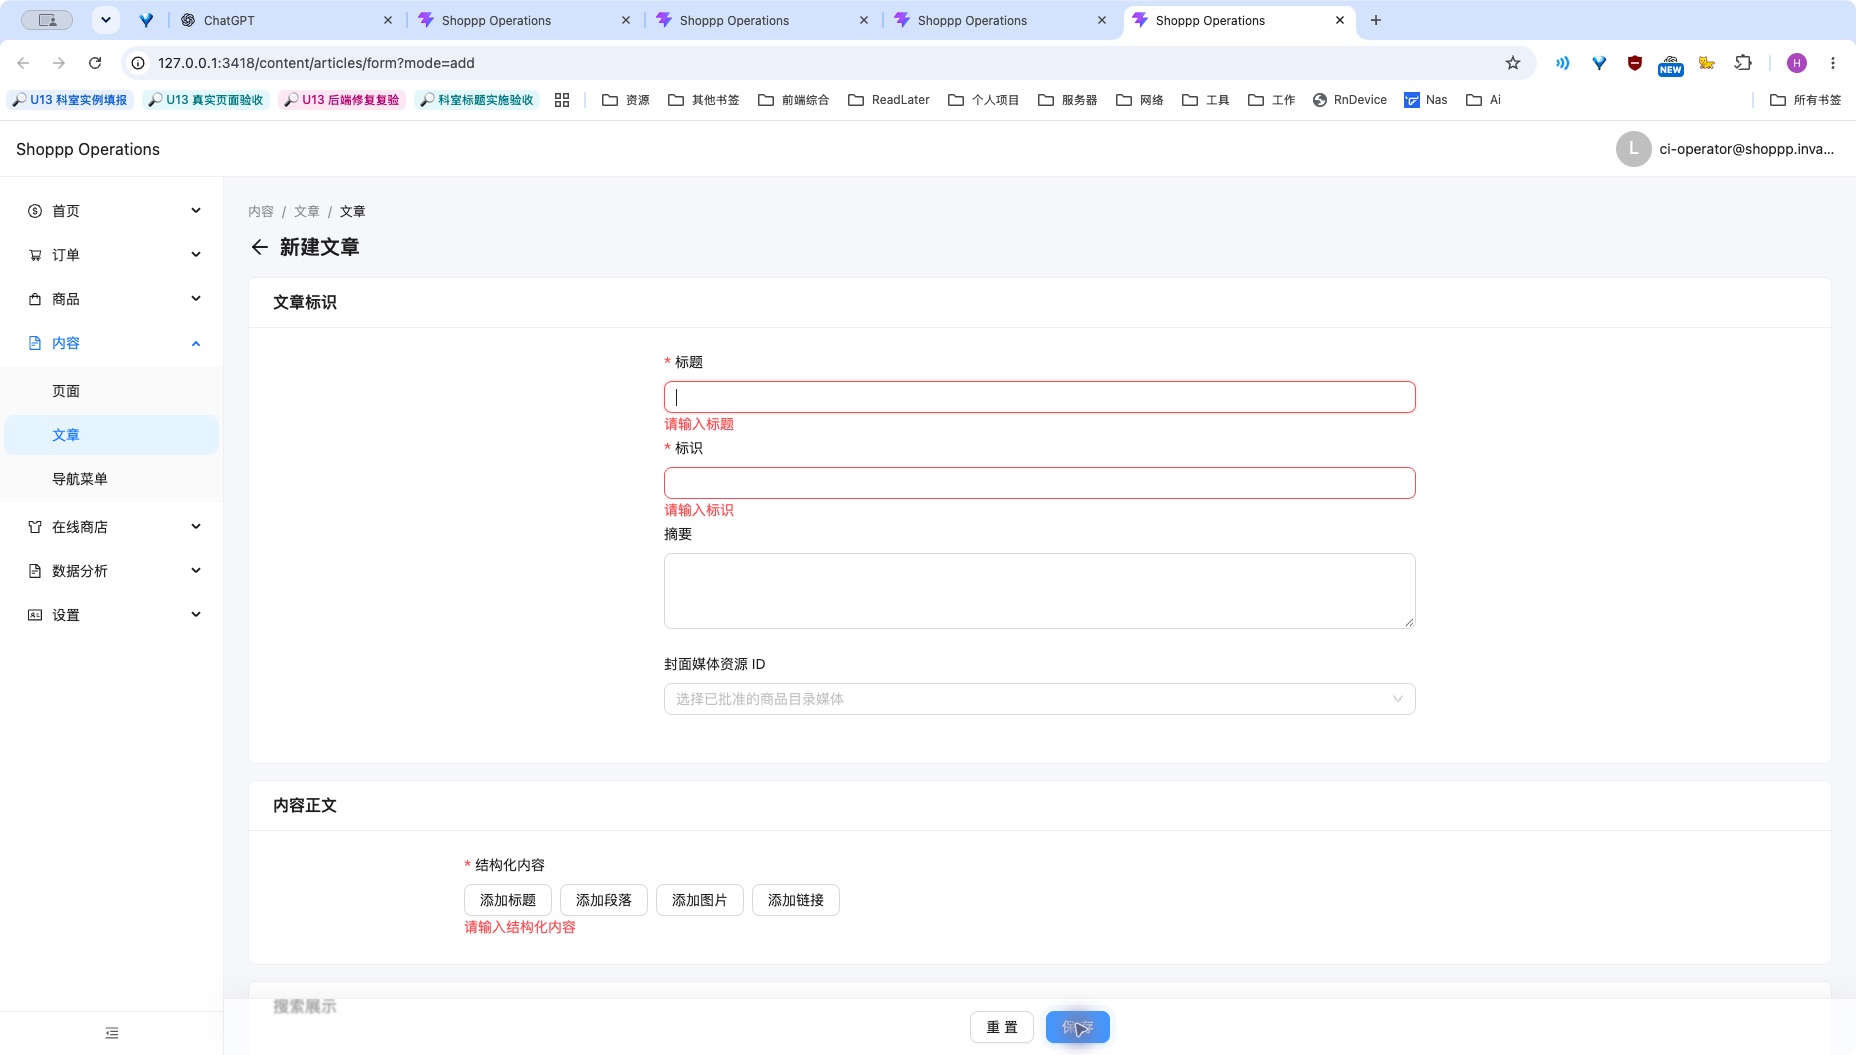 ChatGPT
Shoppp Operations
Shoppp Operations
Shoppp Operations
Shoppp Operations
127.0.0.1:3418/content/articles/form?mode=add
NEW
H
U13 科室实例填报
U13 真实页面验收
U13 后端修复复验
科室标题实施验收
资源
其他书签
前端综合
ReadLater
个人项目
服务器
网络
工具
工作
RnDevice
Nas
Ai
所有书签
Shoppp Operations
L
ci-operator@shoppp.inva...
首页
订单
商品
内容
页面
文章
导航菜单
在线商店
数据分析
设置
内容 / 文章 / 文章
新建文章
文章标识
* 标题
请输入标题
* 标识
请输入标识
摘要
封面媒体资源 ID
选择已批准的商品目录媒体
内容正文
* 结构化内容
添加标题
添加段落
添加图片
添加链接
请输入结构化内容
搜索展示
重 置
保 存